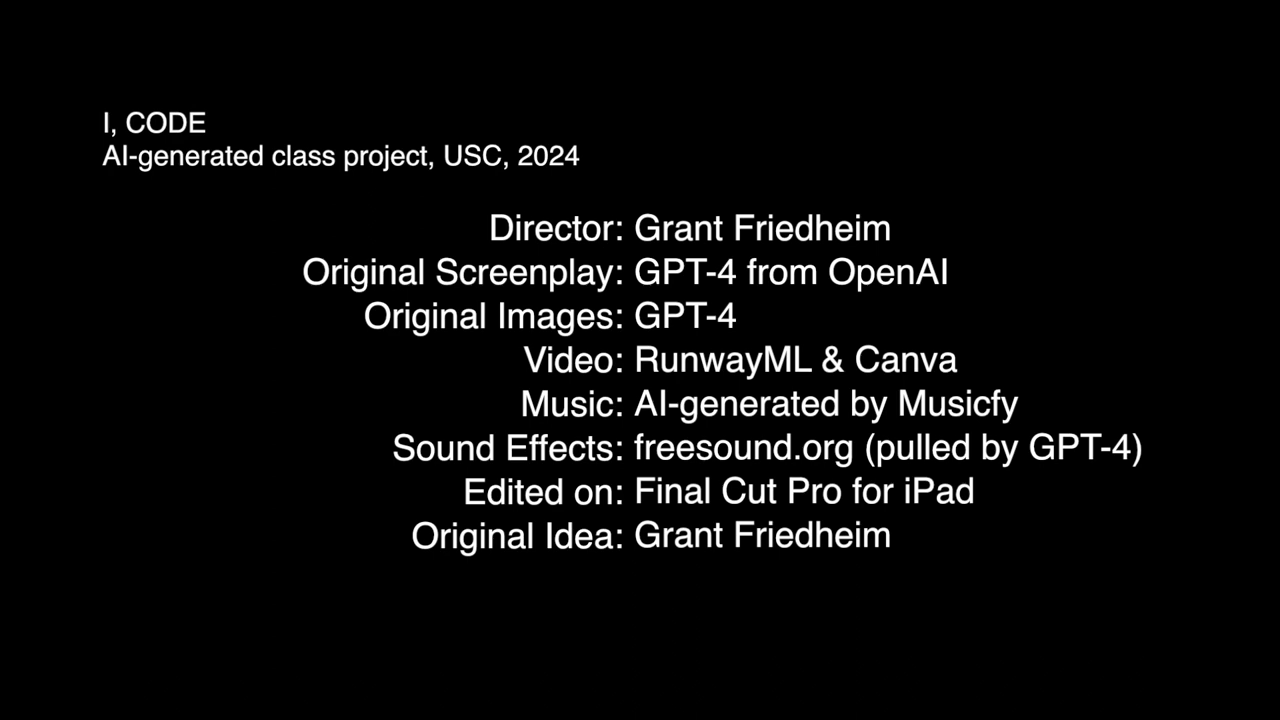 I, CODE
AI-generated class project, USC, 2024
Director: Grant Friedheim
Original Screenplay: GPT-4 from OpenAI
Original Images: GPT-4
Video: RunwayML & Canva
Music: AI-generated by Musicfy
Sound Effects: freesound.org (pulled by GPT-4)
Edited on: Final Cut Pro for iPad
Original Idea: Grant Friedheim